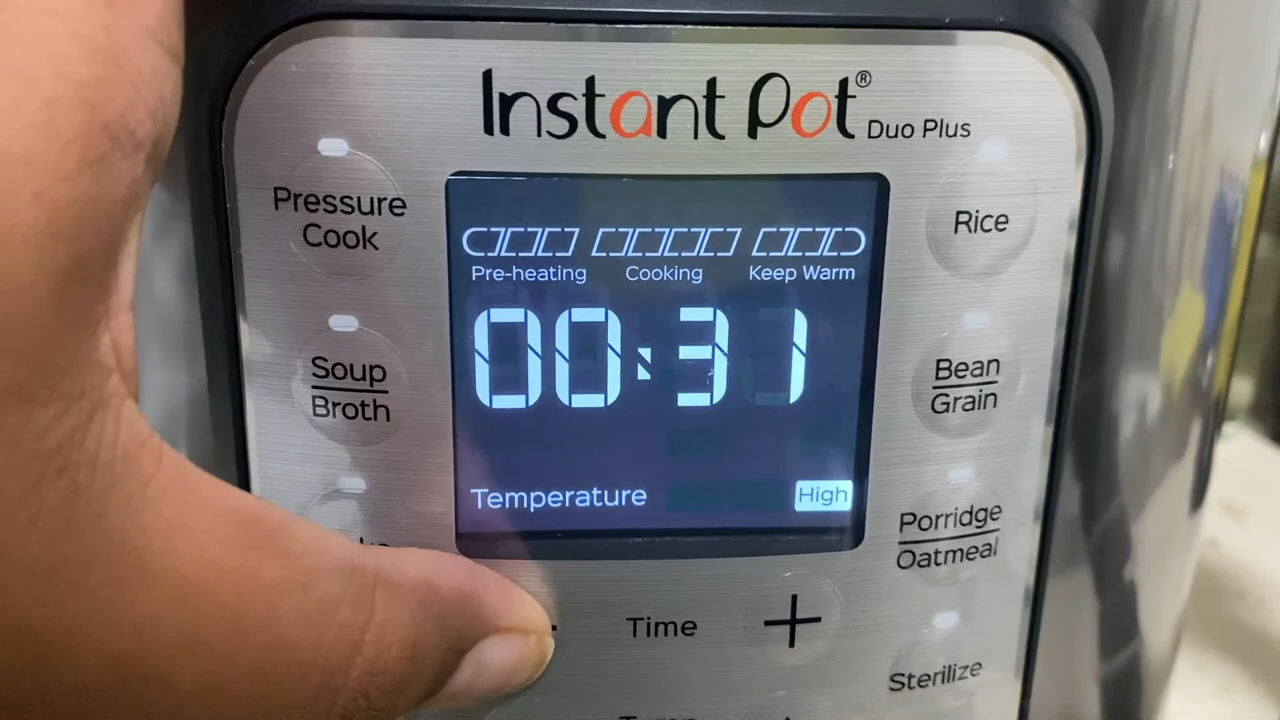 Instant Pot®
Duo Plus
Pressure
Cook
Soup
Broth
Pre-heating Cooking Keep Warm
00:31
Temperature High
Rice
Bean
Grain
Porridge
Oatmeal
Time +
Sterilize